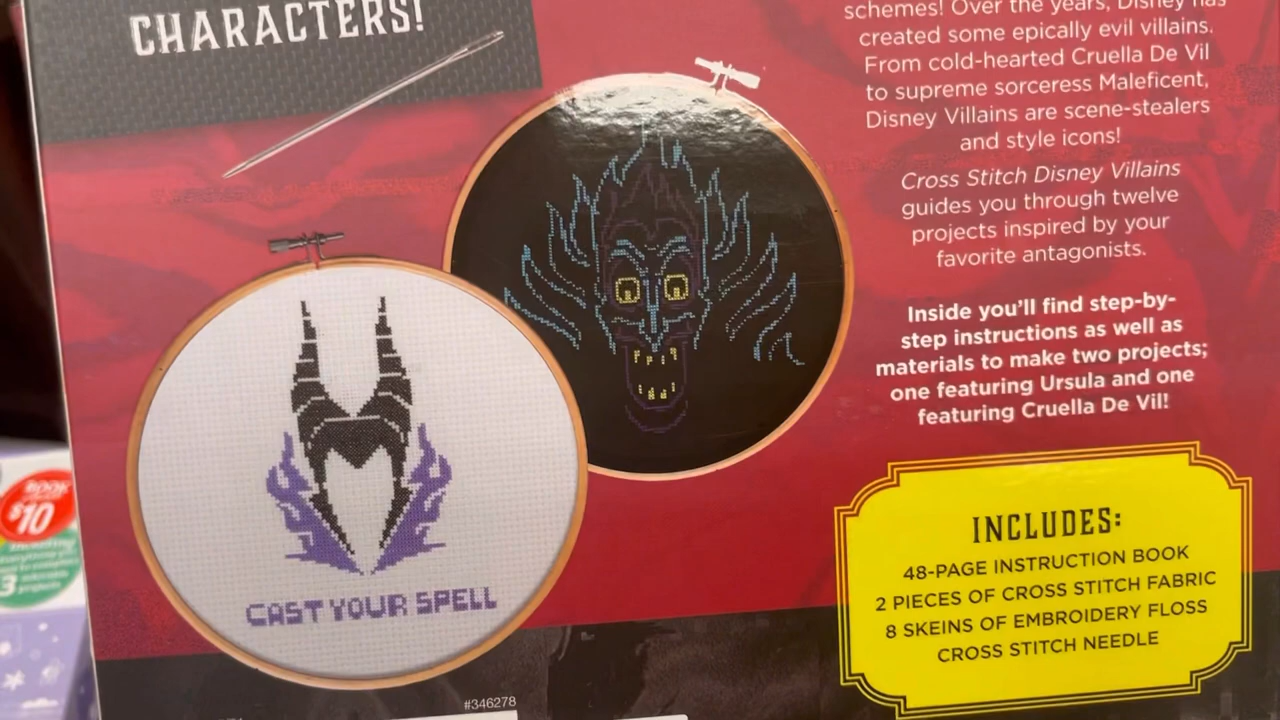 CHARACTERS!
schemes! Over the years, Disney has
created some epically evil villains.
From cold-hearted Cruella De Vil
to supreme sorceress Maleficent,
Disney Villains are scene-stealers
and style icons!
Cross Stitch Disney Villains
guides you through twelve
projects inspired by your
favorite antagonists.
Inside you'll find step-by-
step instructions as well as
materials to make two projects;
one featuring Ursula and one
featuring Cruella De Vil!
INCLUDES:
48-PAGE INSTRUCTION BOOK
2 PIECES OF CROSS STITCH FABRIC
8 SKEINS OF EMBROIDERY FLOSS
CROSS STITCH NEEDLE
CAST YOUR SPELL
#346278
BOOK
$10
3